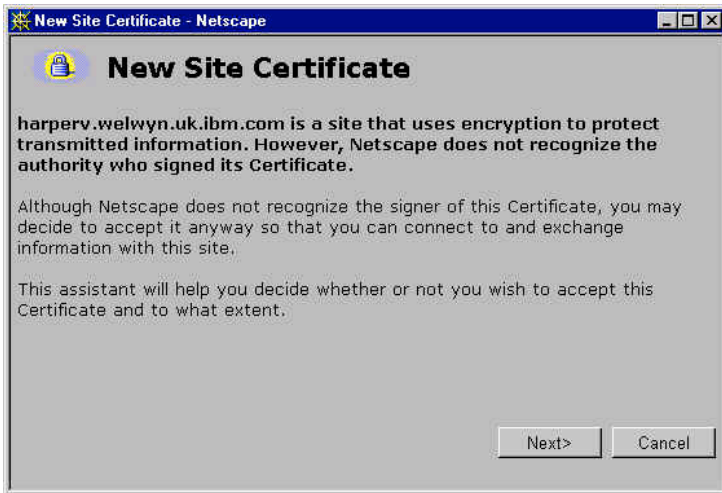 New Site Certificate - Netscape
New Site Certificate
harperv.welwyn.uk.ibm.com is a site that uses encryption to protect
transmitted information. However, Netscape does not recognize the
authority who signed its Certificate.
Although Netscape does not recognize the signer of this Certificate, you may
decide to accept it anyway so that you can connect to and exchange
information with this site.
This assistant will help you decide whether or not you wish to accept this
Certificate and to what extent.
Next> Cancel